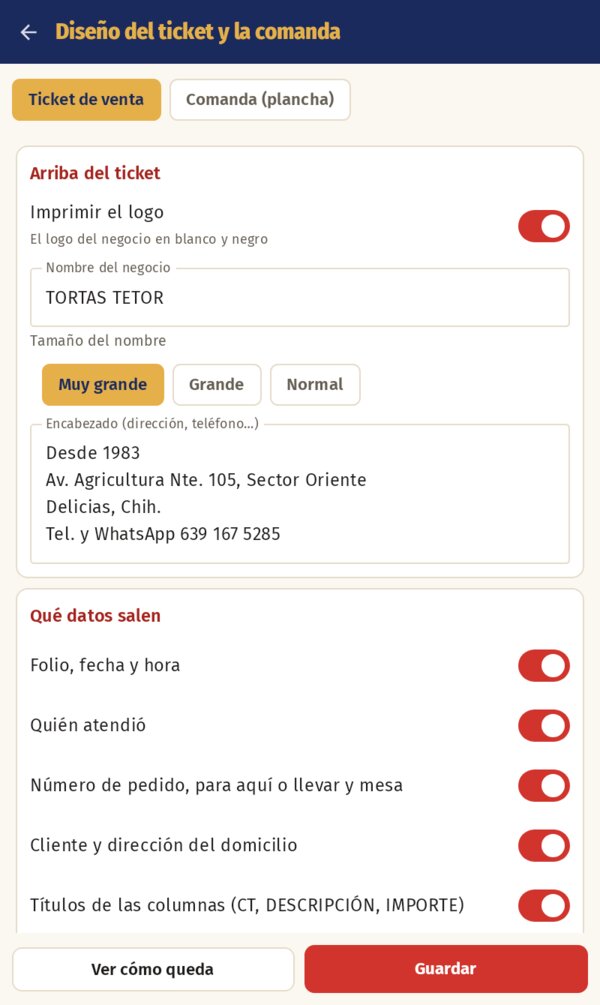 Diseño del ticket y la comanda
Ticket de venta
Comanda (plancha)
Arriba del ticket
Imprimir el logo
El logo del negocio en blanco y negro
Nombre del negocio
TORTAS TETOR
Tamaño del nombre
Muy grande
Grande
Normal
Encabezado (dirección, teléfono...)
Desde 1983
Av. Agricultura Nte. 105, Sector Oriente
Delicias, Chih.
Tel. y WhatsApp 639 167 5285
Qué datos salen
Folio, fecha y hora
Quién atendió
Número de pedido, para aquí o llevar y mesa
Cliente y dirección del domicilio
Títulos de las columnas (CT, DESCRIPCIÓN, IMPORTE)
Ver cómo queda
Guardar